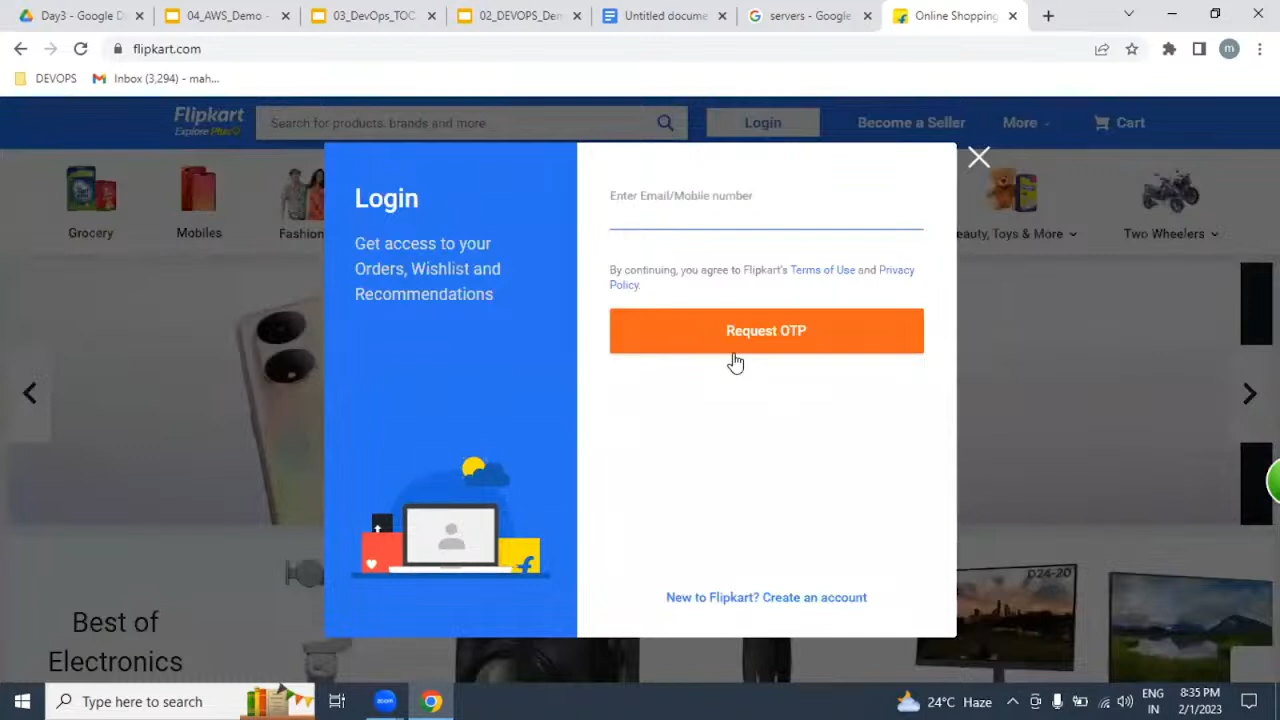 Day3 - Google D
04_AWS_Demo -
03_DevOps_TOC
02_DEVOPS_Dem
Untitled docume
servers - Google
Online Shopping
flipkart.com
m
DEVOPS
Inbox (3,294) - mah...
Flipkart
Explore Plus
Search for products, brands and more
Login
Become a Seller
More
Cart
Grocery
Mobiles
Fashion
eauty, Toys & More
Two Wheelers
Login
Get access to your
Orders, Wishlist and
Recommendations
Enter Email/Mobile number
By continuing, you agree to Flipkart's Terms of Use and Privacy
Policy.
Request OTP
New to Flipkart? Create an account
D24-20
Best of
Electronics
Type here to search
zoom
24°C Haze
ENG
IN
8:35 PM
2/1/2023